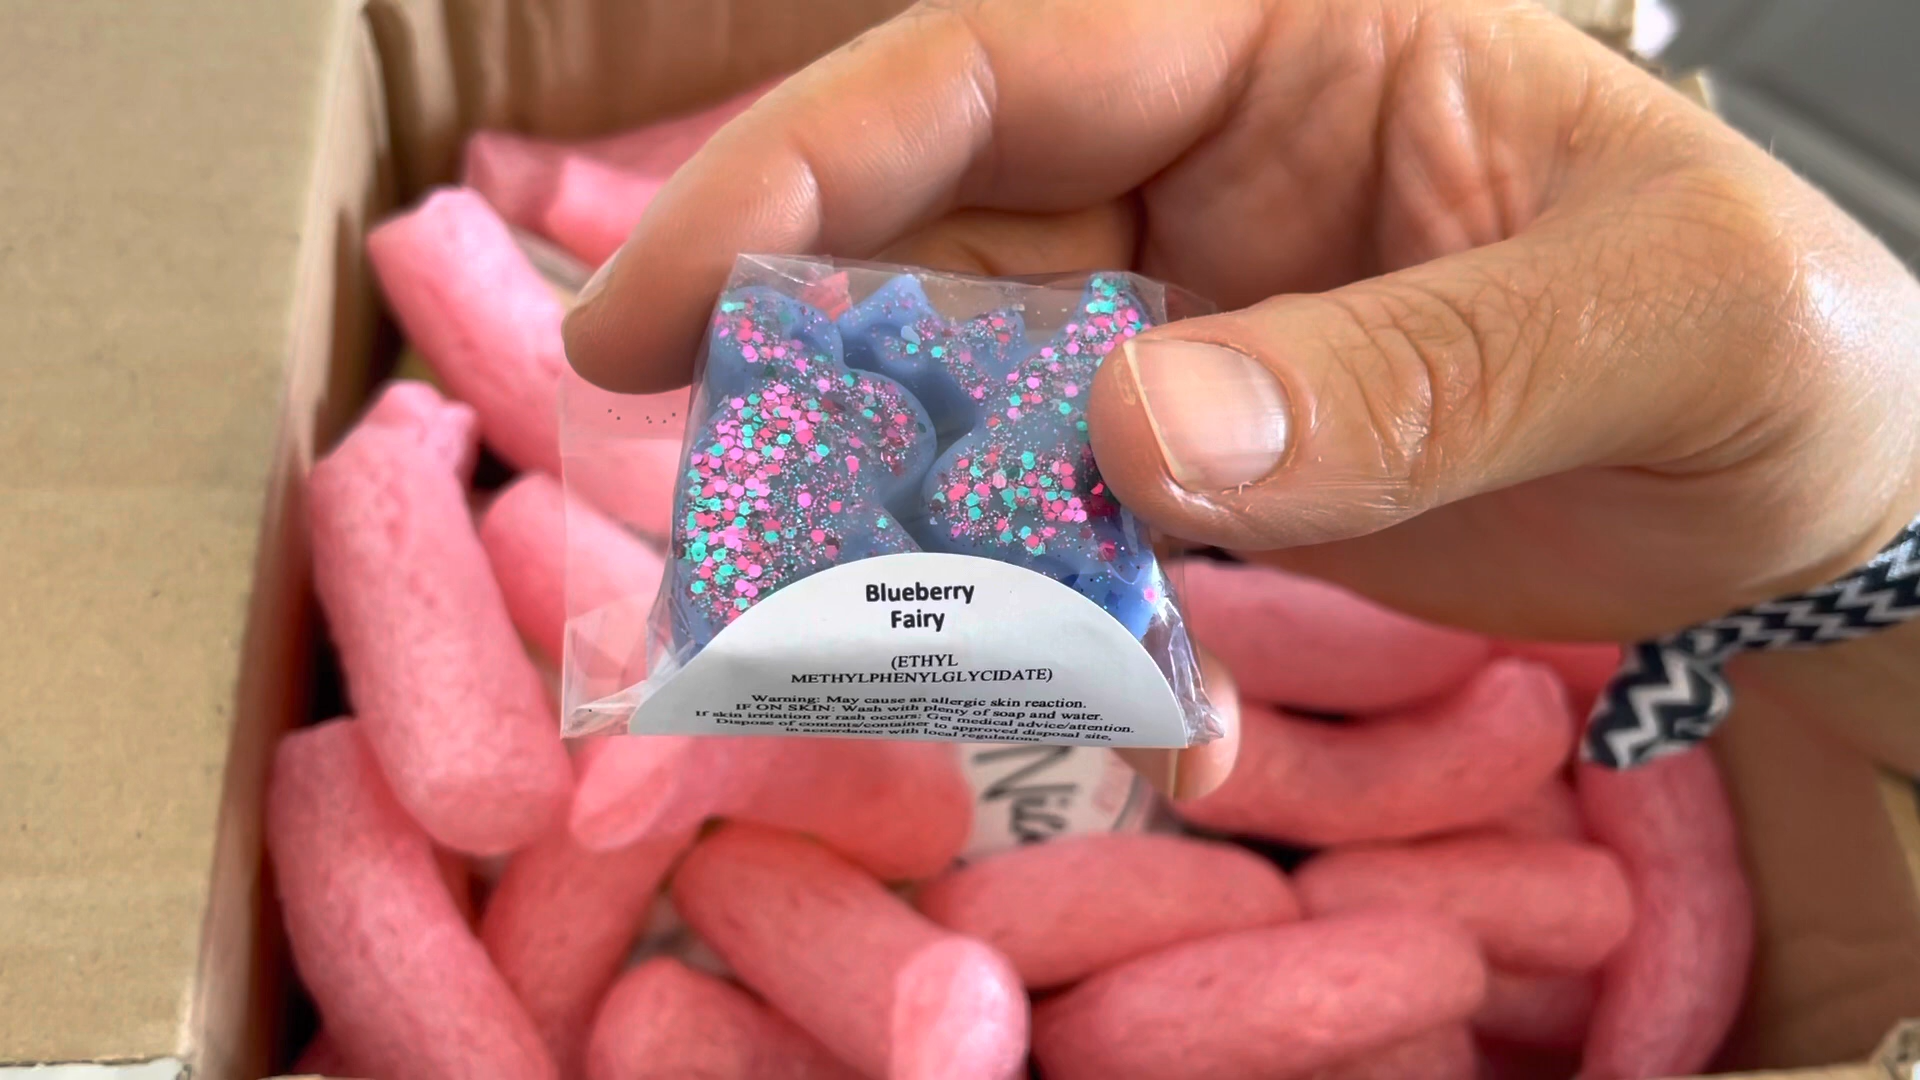 Blueberry
Fairy
(ETHYL
METHYLPHENYLGLYCIDATE)
Warning: May cause an allergic skin reaction.
IF ON SKIN: Wash with plenty of soap and water.
If skin irritation or rash occurs: Get medical advice/attention.
Dispose of contents/container to approved disposal site,
in accordance with local regulations.